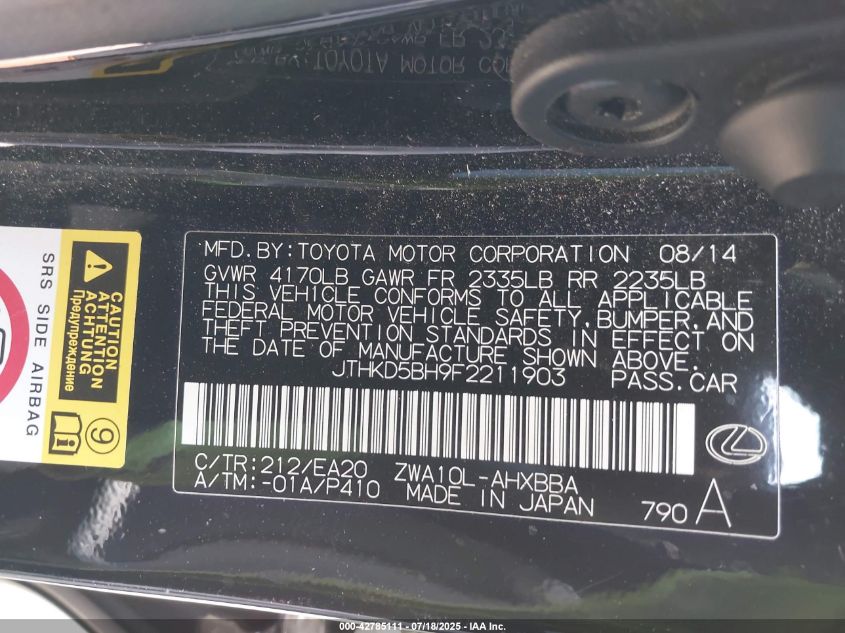 TOYOTA MOTOR COR
MFD.BY:TOYOTA MOTOR CORPORATION 08/14
GVWR 4170LB GAWR FR 2335LB RR 2235LB
THIS VEHICLE CONFORMS TO ALL APPLICABLE
FEDERAL MOTOR VEHICLE SAFETY,BUMPER,AND
THEFT PREVENTION STANDARDS IN EFFECT ON
THE DATE OF MANUFACTURE SHOWN ABOVE.
JTHKD5BH9F2211903 PASS.CAR
C/TR:212/EA20 ZWA10L-AHXBBA
A/TM:-01A/P410 MADE IN JAPAN 790 A
SRS SIDE AIRBAG
CAUTION
ATTENTION
ACHTUNG
Предупреждение
9
000-42785111 - 07/18/2025 - IAA Inc.